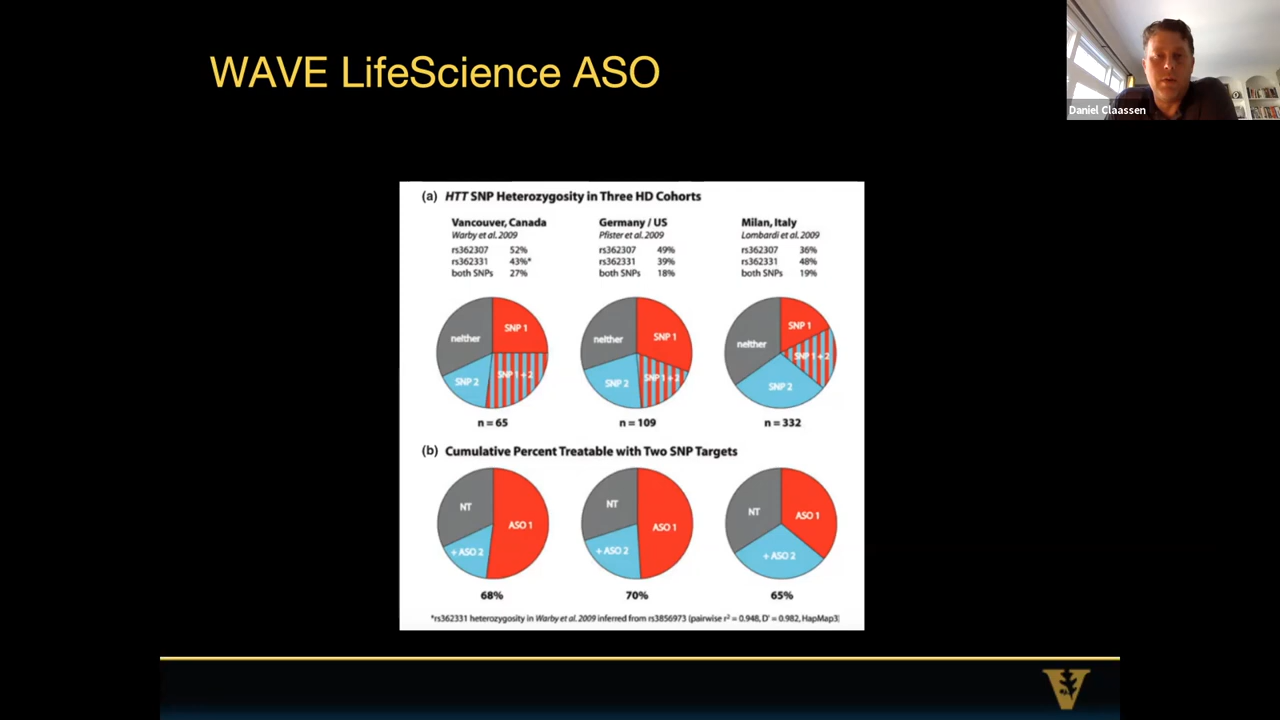 WAVE LifeScience ASO
Daniel Claassen
(a) HTT SNP Heterozygosity in Three HD Cohorts
Vancouver, Canada
Warby et al. 2009
rs362307 52%
rs362331 43%*
both SNPs 27%
Germany / US
Pfister et al. 2009
rs362307 49%
rs362331 39%
both SNPs 18%
Milan, Italy
Lombardi et al. 2009
rs362307 36%
rs362331 48%
both SNPs 19%
neither
SNP 1
SNP 2
SNP 1 + 2
n = 65
neither
SNP 1
SNP 2
SNP 1 + 2
n = 109
neither
SNP 1
SNP 1 + 2
SNP 2
n = 332
(b) Cumulative Percent Treatable with Two SNP Targets
NT
ASO 1
+ ASO 2
68%
NT
ASO 1
+ ASO 2
70%
NT
ASO 1
+ ASO 2
65%
*rs362331 heterozygosity in Warby et al. 2009 inferred from rs3856973 (pairwise r² = 0.948, D' = 0.982, HapMap3)
V